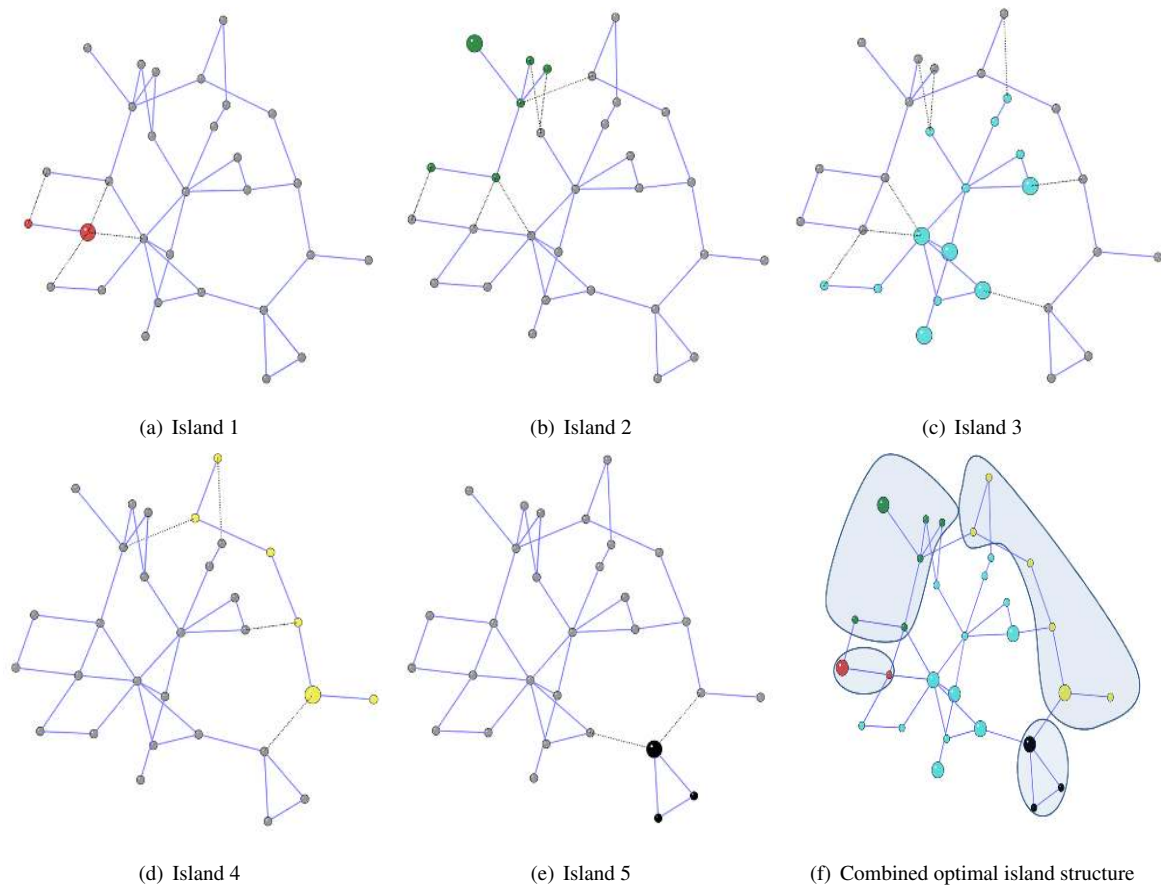 (a) Island 1
(b) Island 2
(c) Island 3
(d) Island 4
(e) Island 5
(f) Combined optimal island structure